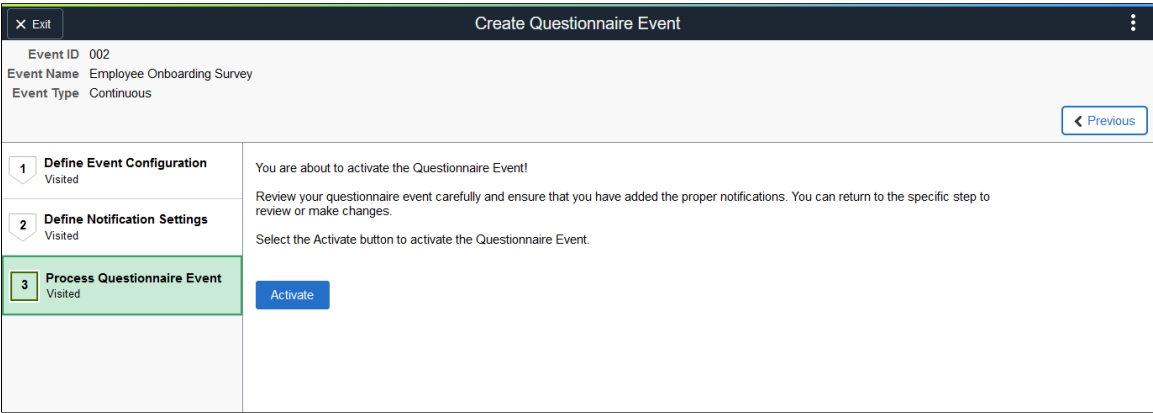 Exit
Create Questionnaire Event
Event ID 002
Event Name Employee Onboarding Survey
Event Type Continuous
Previous
1 Define Event Configuration
Visited
2 Define Notification Settings
Visited
3 Process Questionnaire Event
Visited
You are about to activate the Questionnaire Event!
Review your questionnaire event carefully and ensure that you have added the proper notifications. You can return to the specific step to
review or make changes.
Select the Activate button to activate the Questionnaire Event.
Activate